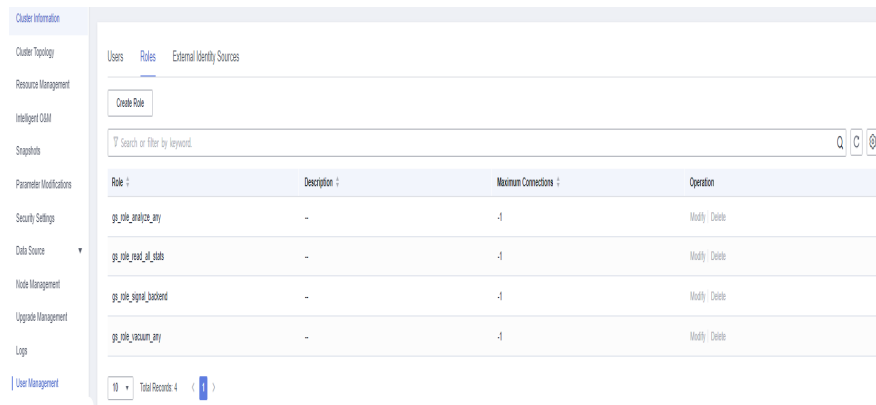 Cluster Information
Cluster Topology
Resource Management
Intelligent O&M
Snapshots
Parameter Modifications
Security Settings
Data Source
Node Management
Upgrade Management
Logs
User Management
Users Roles External Identity Sources
Create Role
Search or filter by keyword.
Role Description Maximum Connections Operation
gs_role_analyze_any -- -1 Modify | Delete
gs_role_read_all_stats -- -1 Modify | Delete
gs_role_signal_backend -- -1 Modify | Delete
gs_role_vacuum_any -- -1 Modify | Delete
10 Total Records: 4 < 1 >